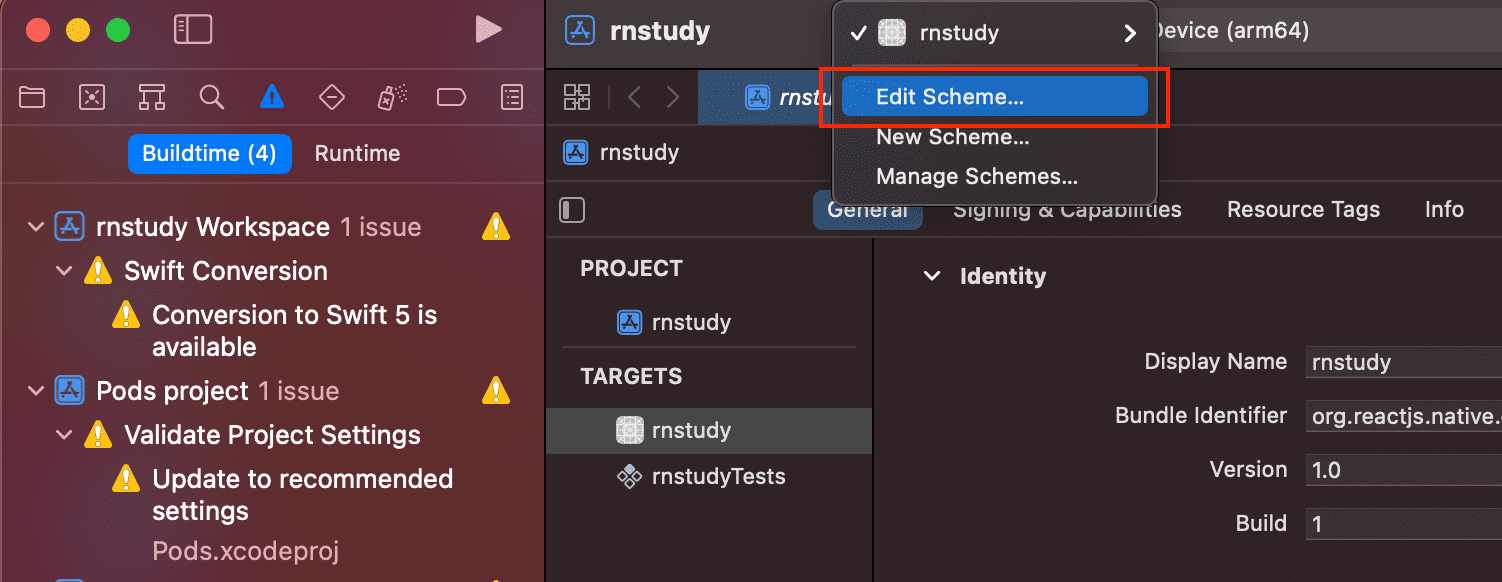 rnstudy
rnstudy
Device (arm64)
Edit Scheme...
New Scheme...
Manage Schemes...
rnstu
Buildtime (4)
Runtime
rnstudy
General
Signing & Capabilities
Resource Tags
Info
rnstudy Workspace 1 issue
Swift Conversion
Conversion to Swift 5 is
available
Pods project 1 issue
Validate Project Settings
Update to recommended
settings
Pods.xcodeproj
PROJECT
rnstudy
TARGETS
rnstudy
rnstudyTests
Identity
Display Name
rnstudy
Bundle Identifier
org.reactjs.native.
Version
1.0
Build
1